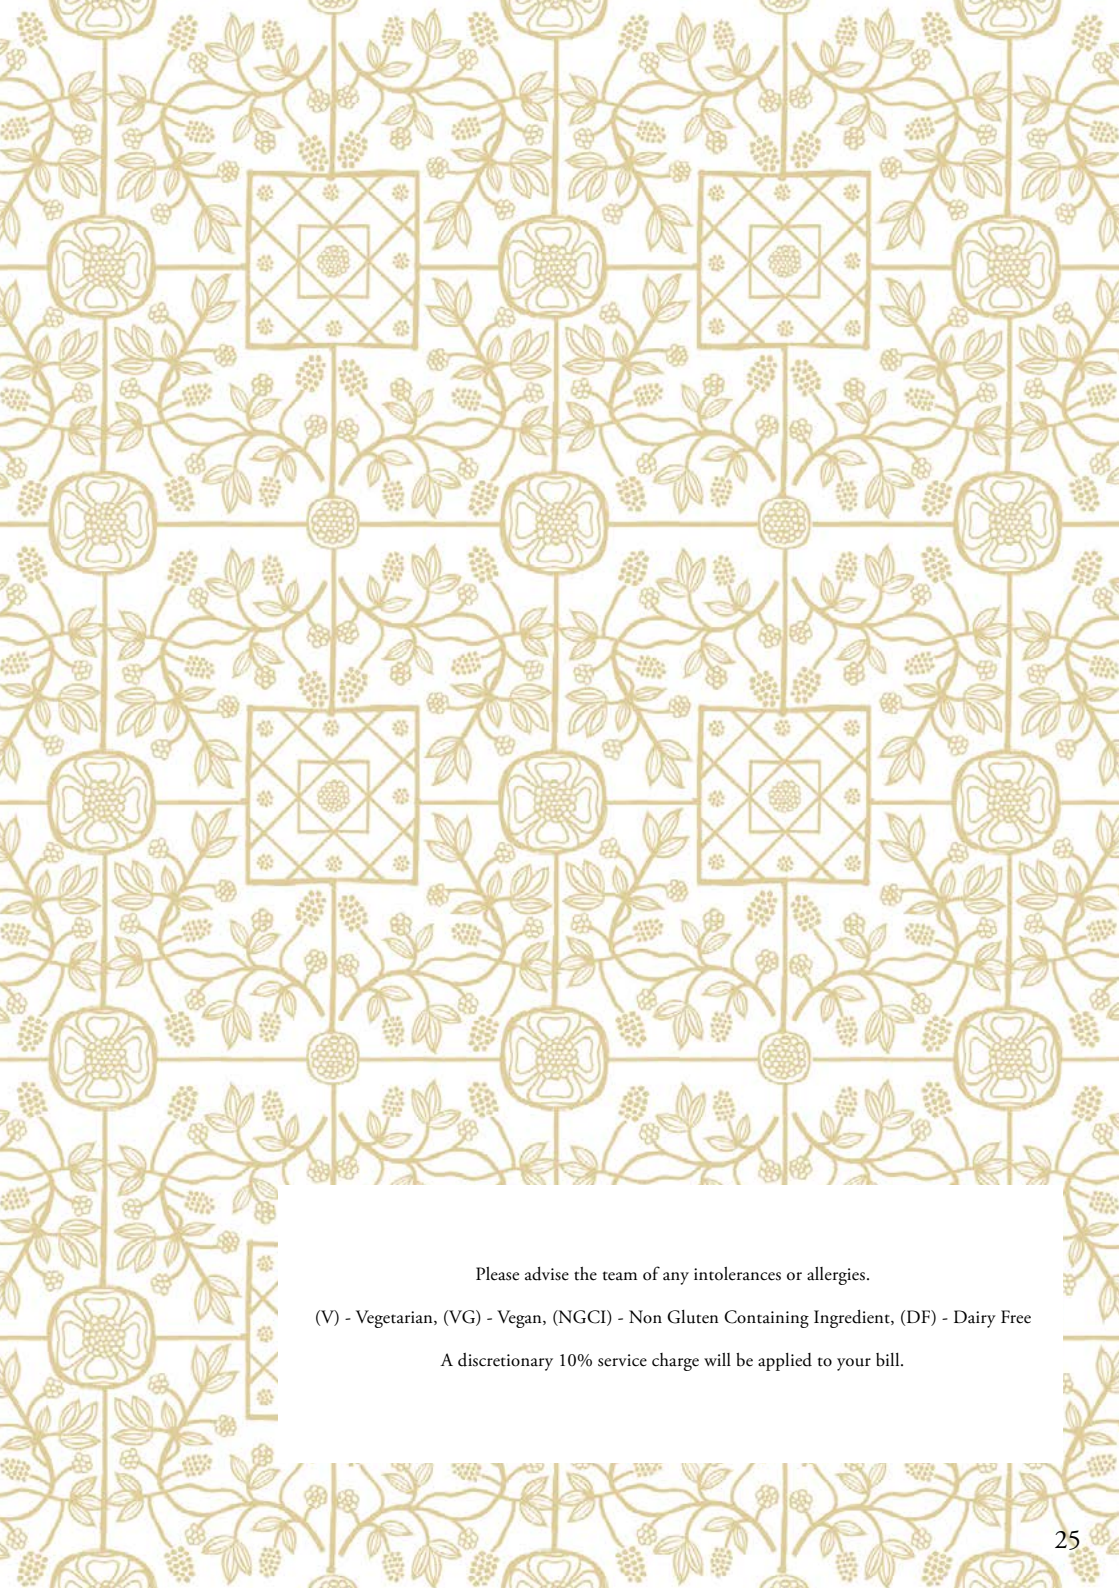 Please advise the team of any intolerances or allergies.
(V) - Vegetarian, (VG) - Vegan, (NGCI) - Non Gluten Containing Ingredient, (DF) - Dairy Free
A discretionary 10% service charge will be applied to your bill.
25